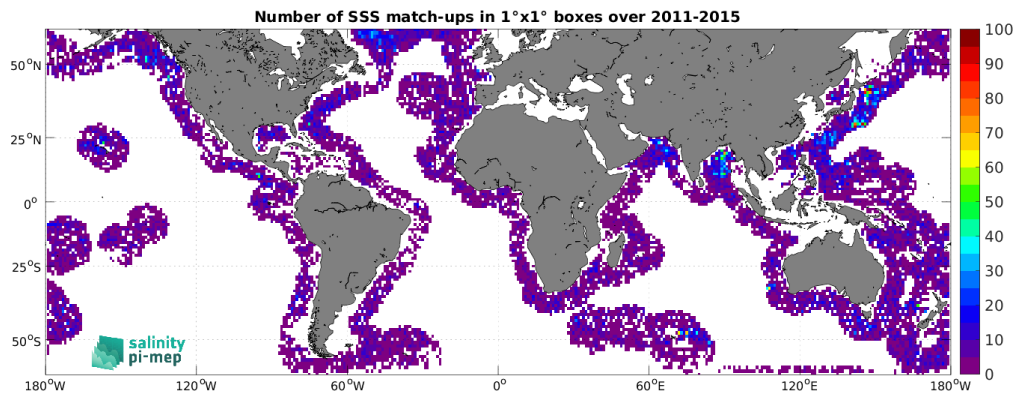 Number of SSS match-ups in 1°x1° boxes over 2011-2015
50°N
25°N
0°
25°S
50°S
180°W
120°W
60°W
0°
60°E
120°E
180°W
100
90
80
70
60
50
40
30
20
10
0
salinity
pi-mep